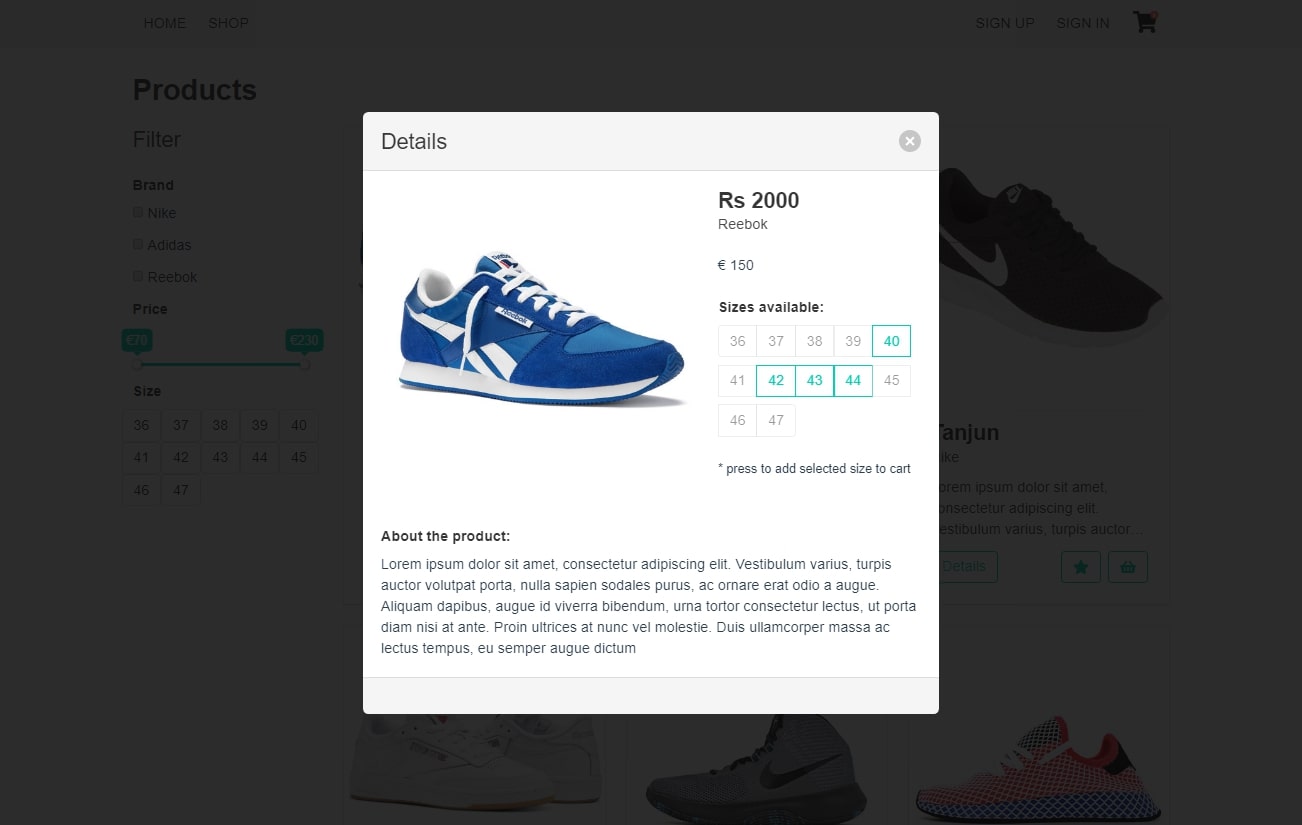 HOME SHOP SIGN UP SIGN IN
Products
Filter
Brand
Nike
Adidas
Reebok
Price
€70 €230
Size
36 37 38 39 40
41 42 43 44 45
46 47
Details
Rs 2000
Reebok
€ 150
Sizes available:
36 37 38 39 40
41 42 43 44 45
46 47
* press to add selected size to cart
About the product:
Lorem ipsum dolor sit amet, consectetur adipiscing elit. Vestibulum varius, turpis
auctor volutpat porta, nulla sapien sodales purus, ac ornare erat odio a augue.
Aliquam dapibus, augue id viverra bibendum, urna tortor consectetur lectus, ut porta
diam nisi at ante. Proin ultrices at nunc vel molestie. Duis ullamcorper massa ac
lectus tempus, eu semper augue dictum
Reebok
Tanjun
ike
orem ipsum dolor sit amet,
onsectetur adipiscing elit.
estibulum varius, turpis auctor…
Details